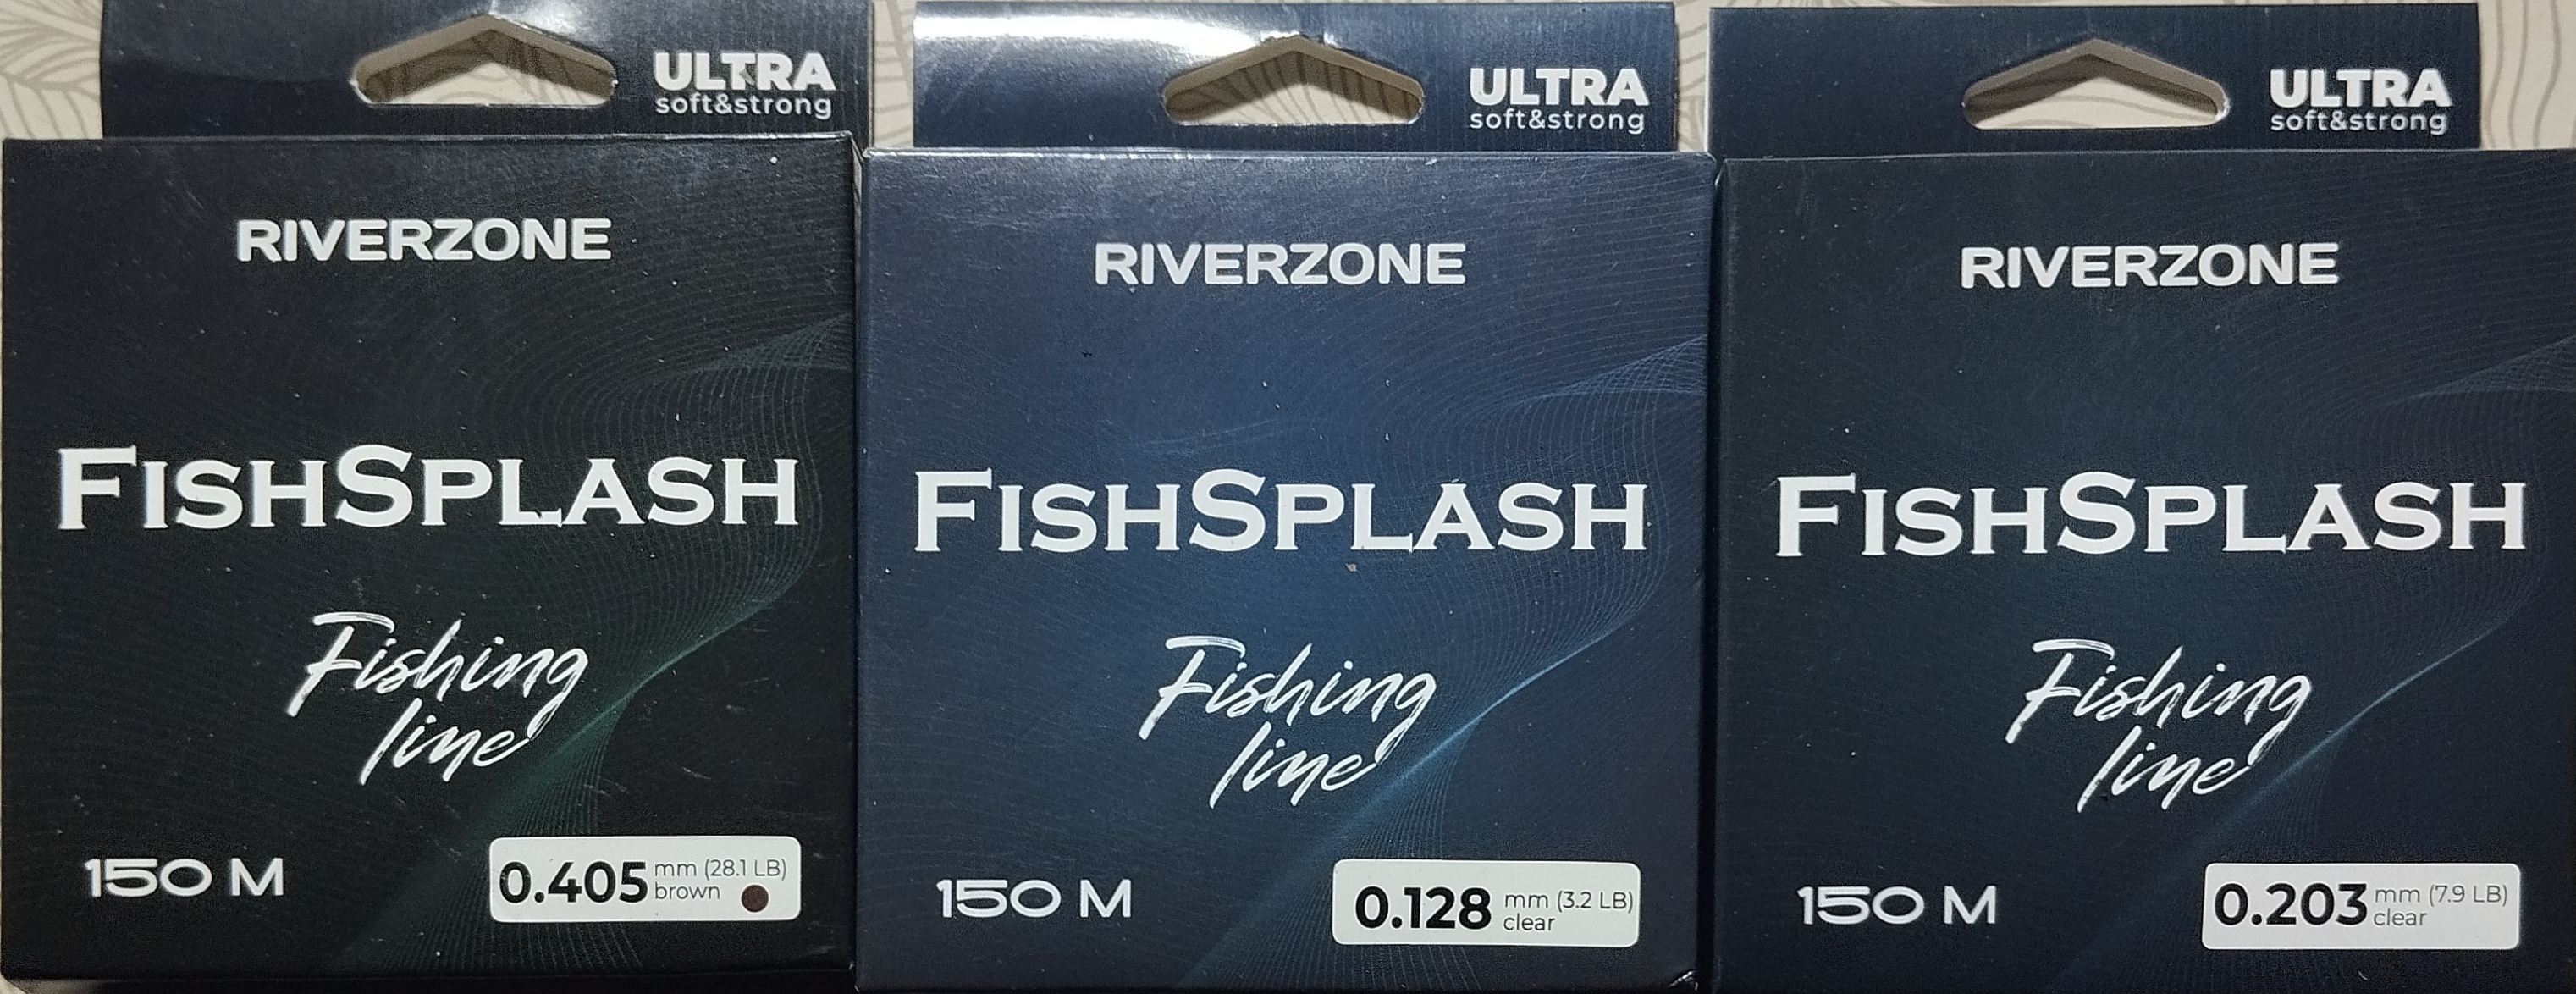 ULTRA
soft&strong
RIVERZONE
FISHSPLASH
Fishing
line
150 M
0.405 mm (28.1 LB)
brown
ULTRA
soft&strong
RIVERZONE
FISHSPLASH
Fishing
line
150 M
0.128 mm (3.2 LB)
clear
ULTRA
soft&strong
RIVERZONE
FISHSPLASH
Fishing
line
150 M
0.203 mm (7.9 LB)
clear